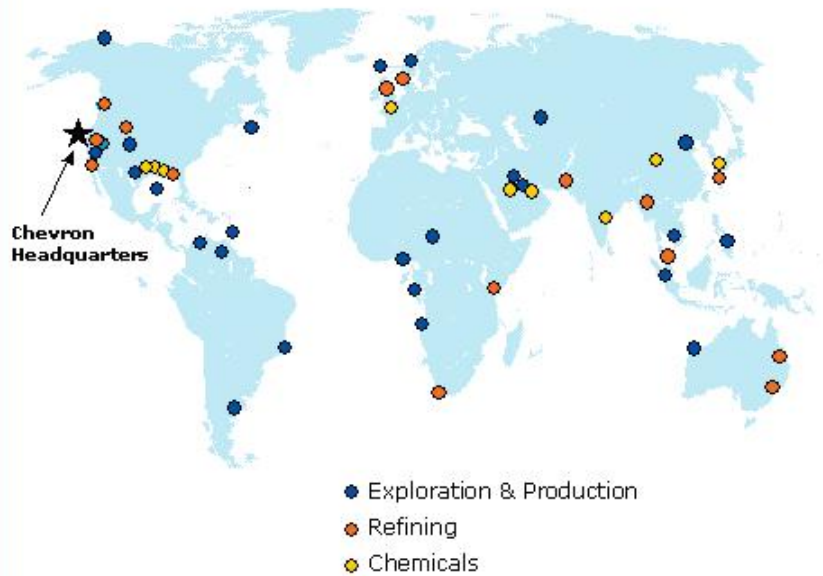 Chevron
Headquarters
Exploration & Production
Refining
Chemicals